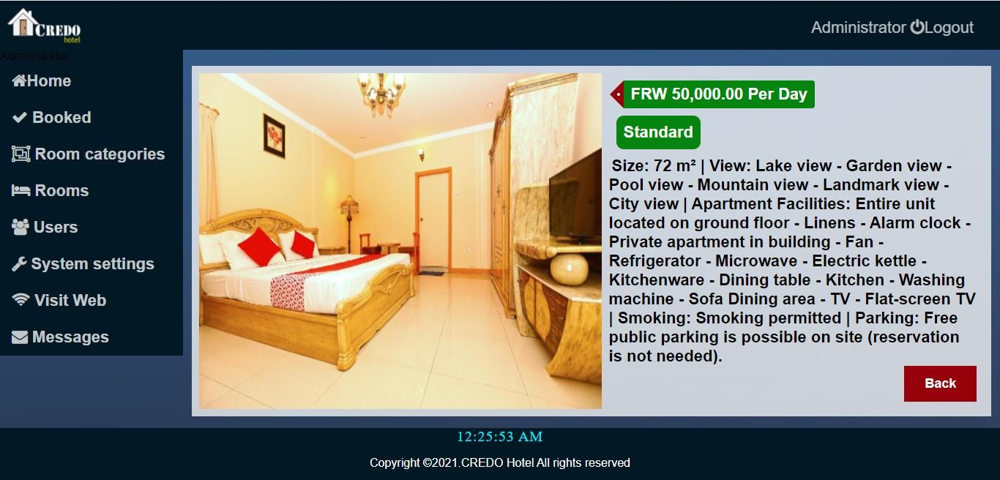 CREDO
hotel
Administrator Logout
Administrator
Home
Booked
Room categories
Rooms
Users
System settings
Visit Web
Messages
FRW 50,000.00 Per Day
Standard
Size: 72 m² | View: Lake view - Garden view -
Pool view - Mountain view - Landmark view -
City view | Apartment Facilities: Entire unit
located on ground floor - Linens - Alarm clock -
Private apartment in building - Fan -
Refrigerator - Microwave - Electric kettle -
Kitchenware - Dining table - Kitchen - Washing
machine - Sofa Dining area - TV - Flat-screen TV
| Smoking: Smoking permitted | Parking: Free
public parking is possible on site (reservation
is not needed).
Back
12:25:53 AM
Copyright ©2021.CREDO Hotel All rights reserved